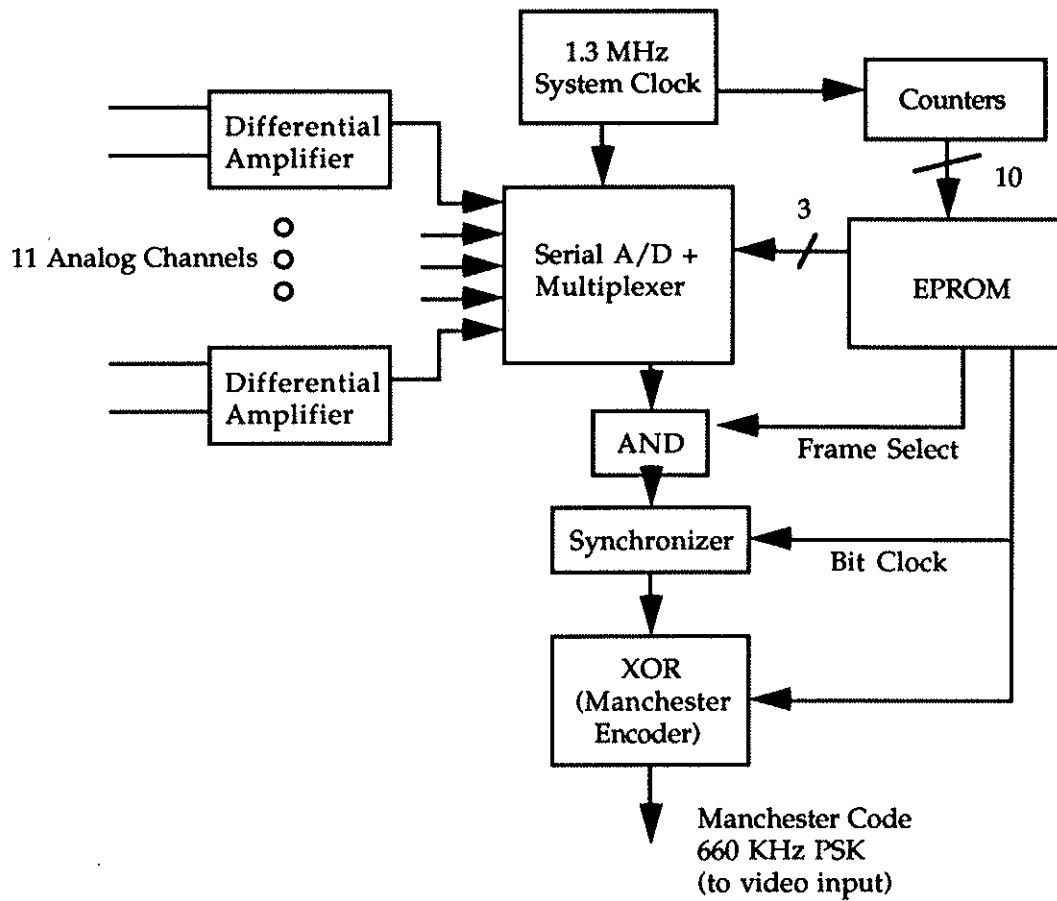 1.3 MHz
System Clock
Counters
Differential
Amplifier
10
3
11 Analog Channels
Serial A/D +
Multiplexer
EPROM
Differential
Amplifier
AND
Frame Select
Synchronizer
Bit Clock
XOR
(Manchester
Encoder)
Manchester Code
660 KHz PSK
(to video input)